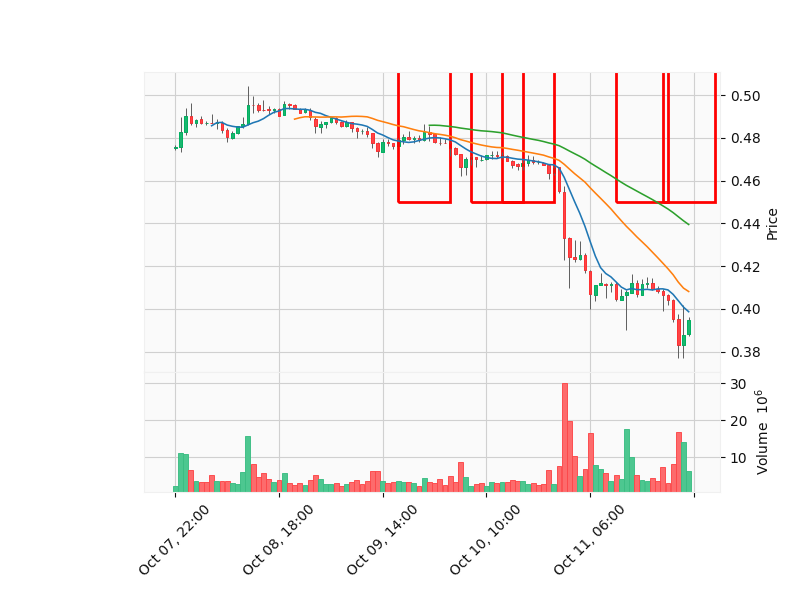 0.50
0.48
0.46
0.44
0.42
0.40
0.38
Price
30
20
10
Volume 10⁶
Oct 07, 22:00
Oct 08, 18:00
Oct 09, 14:00
Oct 10, 10:00
Oct 11, 06:00